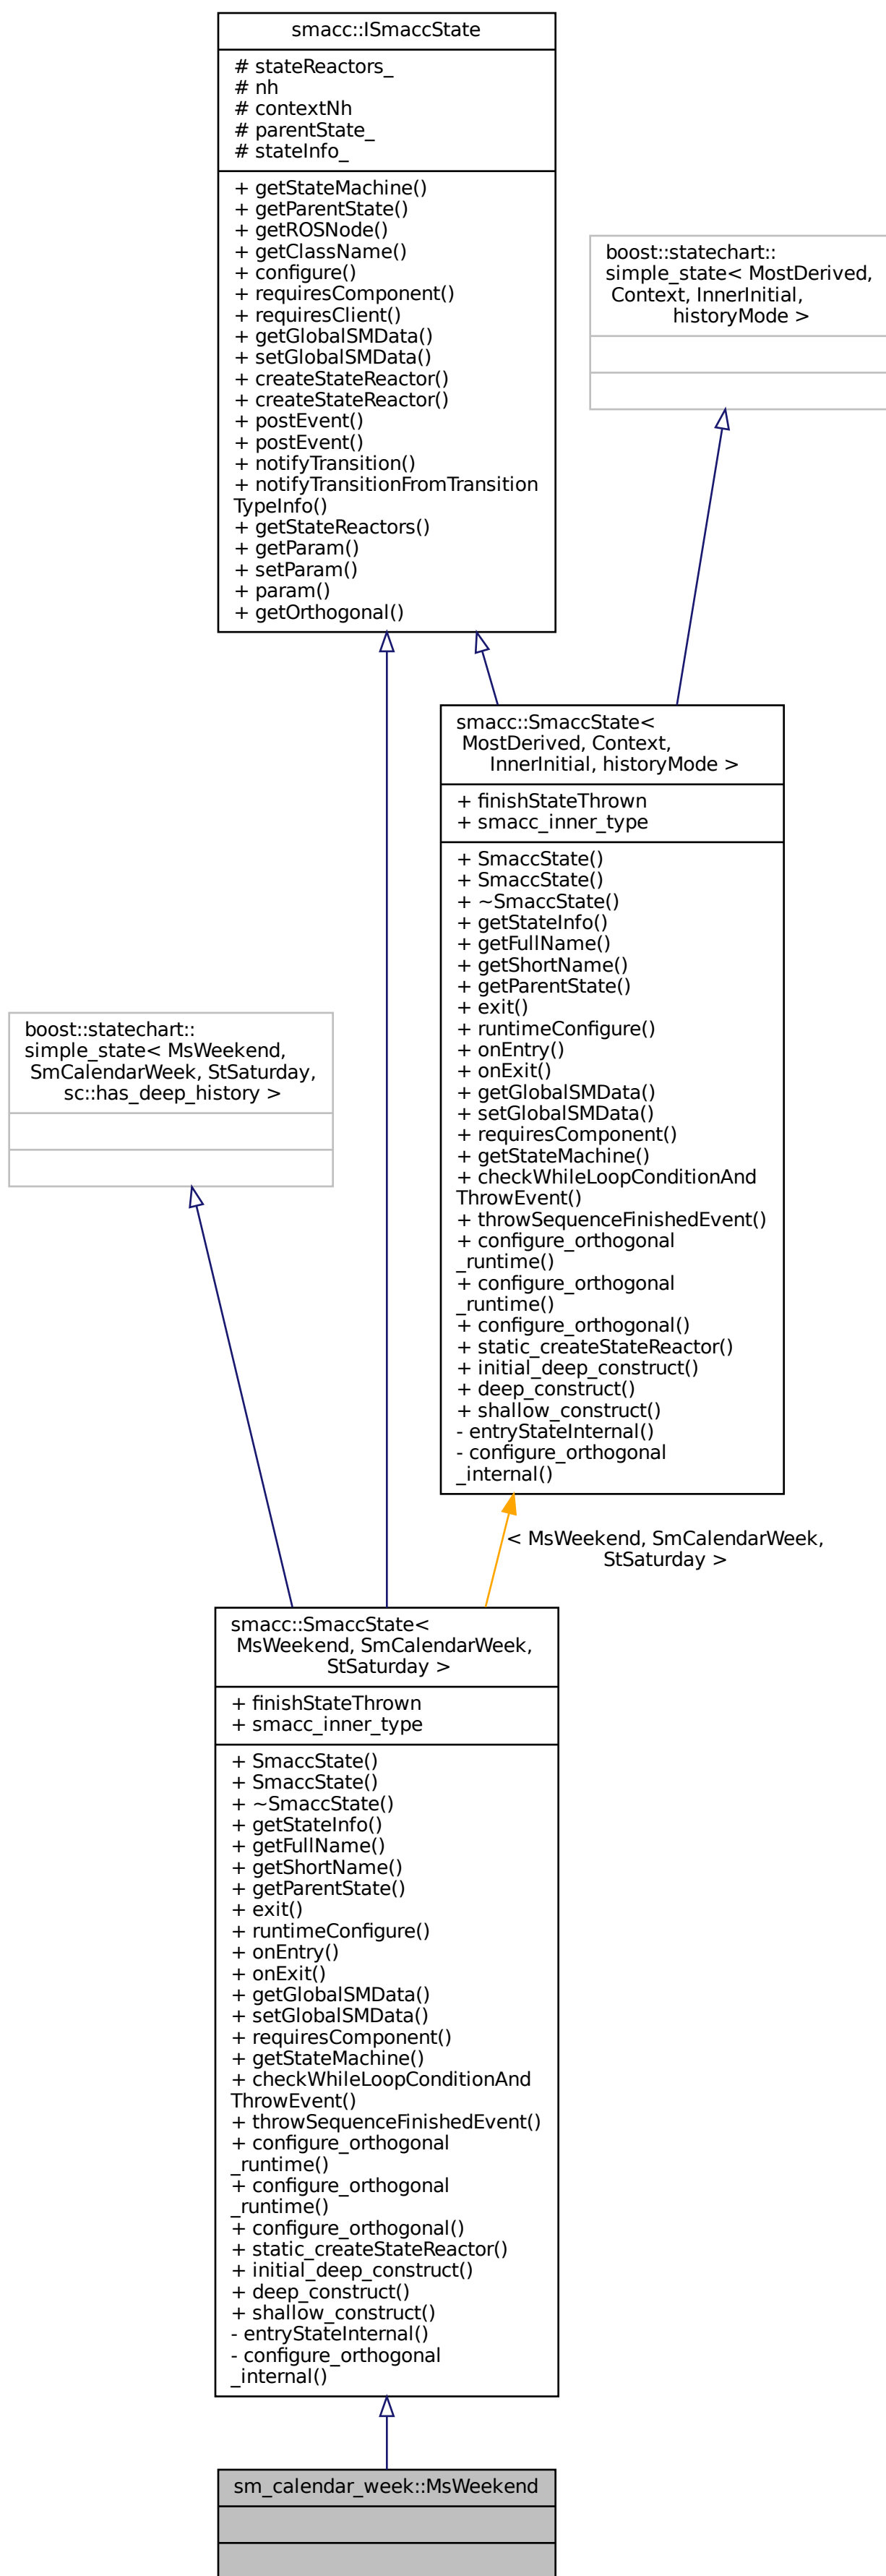 smacc::ISmaccState
# stateReactors_
# nh
# contextNh
# parentState_
# stateInfo_
+ getStateMachine()
+ getParentState()
+ getROSNode()
+ getClassName()
+ configure()
+ requiresComponent()
+ requiresClient()
+ getGlobalSMData()
+ setGlobalSMData()
+ createStateReactor()
+ createStateReactor()
+ postEvent()
+ postEvent()
+ notifyTransition()
+ notifyTransitionFromTransition
TypeInfo()
+ getStateReactors()
+ getParam()
+ setParam()
+ param()
+ getOrthogonal()
boost::statechart::
simple_state< MostDerived,
Context, InnerInitial,
historyMode >
smacc::SmaccState<
MostDerived, Context,
InnerInitial, historyMode >
+ finishStateThrown
+ smacc_inner_type
+ SmaccState()
+ SmaccState()
+ ~SmaccState()
+ getStateInfo()
+ getFullName()
+ getShortName()
+ getParentState()
+ exit()
+ runtimeConfigure()
+ onEntry()
+ onExit()
+ getGlobalSMData()
+ setGlobalSMData()
+ requiresComponent()
+ getStateMachine()
+ checkWhileLoopConditionAnd
ThrowEvent()
+ throwSequenceFinishedEvent()
+ configure_orthogonal
_runtime()
+ configure_orthogonal
_runtime()
+ configure_orthogonal()
+ static_createStateReactor()
+ initial_deep_construct()
+ deep_construct()
+ shallow_construct()
- entryStateInternal()
- configure_orthogonal
_internal()
boost::statechart::
simple_state< MsWeekend,
SmCalendarWeek, StSaturday,
sc::has_deep_history >
< MsWeekend, SmCalendarWeek,
StSaturday >
smacc::SmaccState<
MsWeekend, SmCalendarWeek,
StSaturday >
+ finishStateThrown
+ smacc_inner_type
+ SmaccState()
+ SmaccState()
+ ~SmaccState()
+ getStateInfo()
+ getFullName()
+ getShortName()
+ getParentState()
+ exit()
+ runtimeConfigure()
+ onEntry()
+ onExit()
+ getGlobalSMData()
+ setGlobalSMData()
+ requiresComponent()
+ getStateMachine()
+ checkWhileLoopConditionAnd
ThrowEvent()
+ throwSequenceFinishedEvent()
+ configure_orthogonal
_runtime()
+ configure_orthogonal
_runtime()
+ configure_orthogonal()
+ static_createStateReactor()
+ initial_deep_construct()
+ deep_construct()
+ shallow_construct()
- entryStateInternal()
- configure_orthogonal
_internal()
sm_calendar_week::MsWeekend